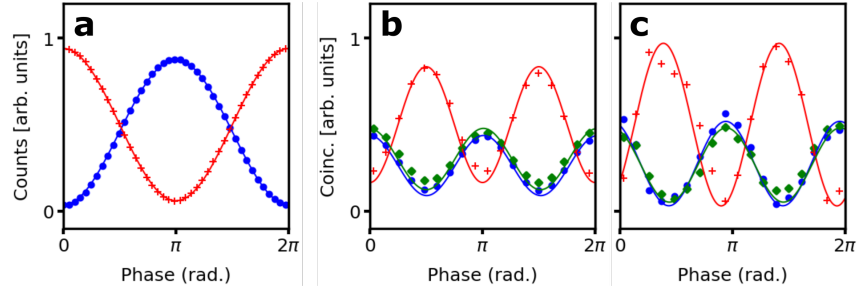 a
b
c
Counts [arb. units]
1
0
0
π
2π
Phase (rad.)
Coinc. [arb. units]
1
0
0
π
2π
Phase (rad.)
0
π
2π
Phase (rad.)